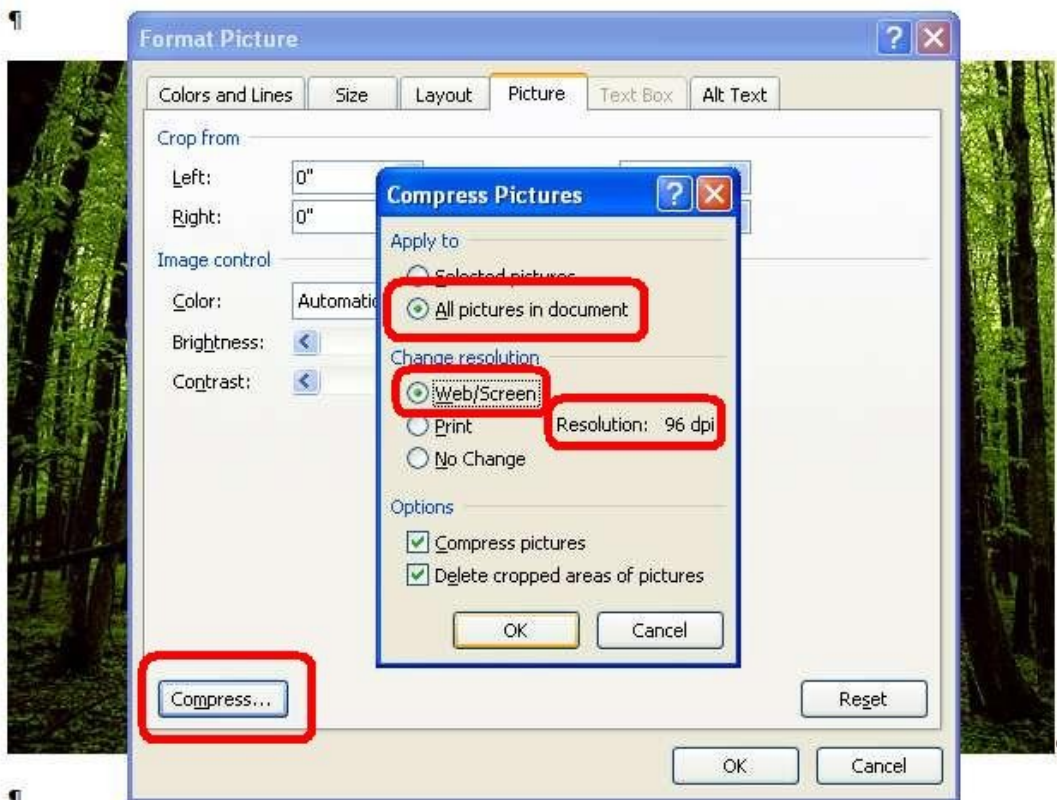 ¶
Format Picture
Colors and Lines Size Layout Picture Text Box Alt Text
Crop from
Left: 0"
Right: 0"
Image control
Color: Automatic
Brightness:
Contrast:
Compress Pictures
Apply to
Selected pictures
All pictures in document
Change resolution
Web/Screen
Print Resolution: 96 dpi
No Change
Options
Compress pictures
Delete cropped areas of pictures
OK Cancel
Compress... Reset
OK Cancel
¶